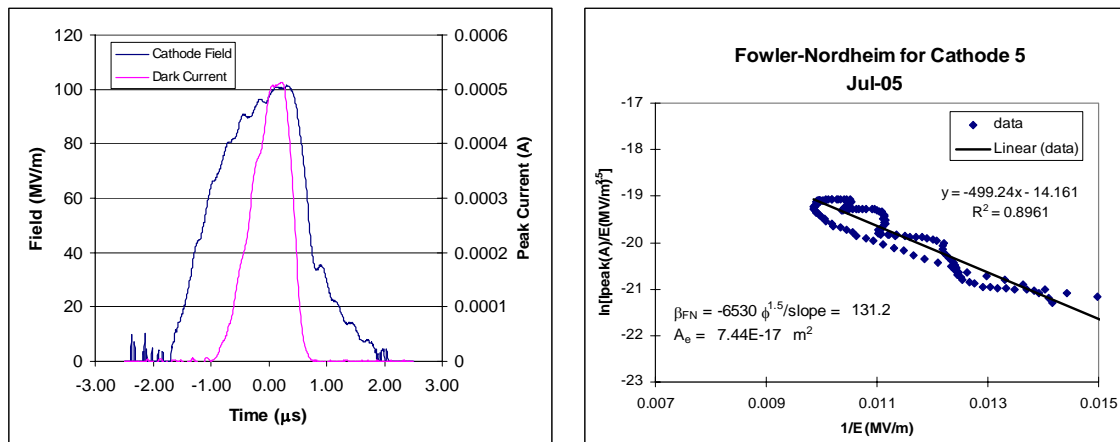 120
100
80
60
40
20
0
Field (MV/m)
Cathode Field
Dark Current
0.0006
0.0005
0.0004
0.0003
0.0002
0.0001
0
Peak Current (A)
-3.00 -2.00 -1.00 0.00 1.00 2.00 3.00
Time (μs)
Fowler-Nordheim for Cathode 5
Jul-05
-17
-18
-19
-20
-21
-22
-23
ln[Ipeak(A)/E(MV/m)^2.5]
data
Linear (data)
y = -499.24x - 14.161
R² = 0.8961
βFN = -6530 ϕ^1.5/slope = 131.2
Ae = 7.44E-17 m²
0.007 0.009 0.011 0.013 0.015
1/E (MV/m)